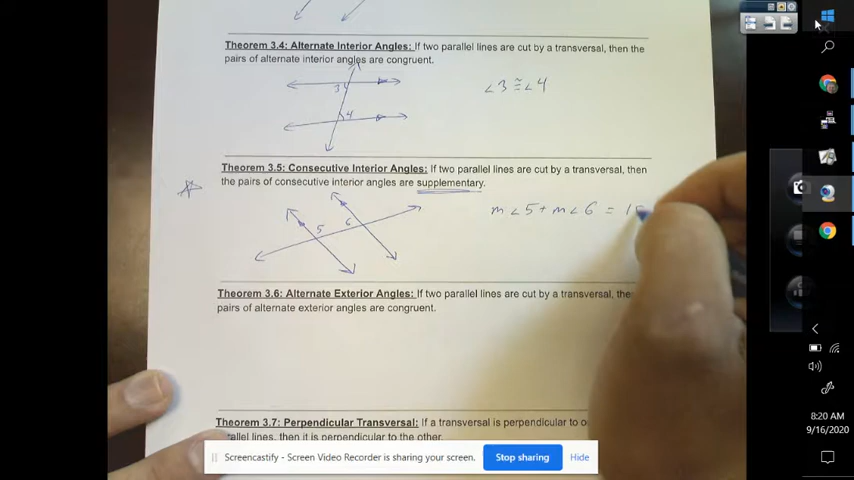 Theorem 3.4: Alternate Interior Angles: If two parallel lines are cut by a transversal, then the
pairs of alternate interior angles are congruent.
3
4
∠3 ≅ ∠4
Theorem 3.5: Consecutive Interior Angles: If two parallel lines are cut by a transversal, then
the pairs of consecutive interior angles are supplementary.
5 6
m∠5 + m∠6 = 1
Theorem 3.6: Alternate Exterior Angles: If two parallel lines are cut by a transversal, the
pairs of alternate exterior angles are congruent.
Theorem 3.7: Perpendicular Transversal: If a transversal is perpendicular to
parallel lines, then it is perpendicular to the other.
Screencastify - Screen Video Recorder is sharing your screen.
Stop sharing
Hide
8:20 AM
9/16/2020